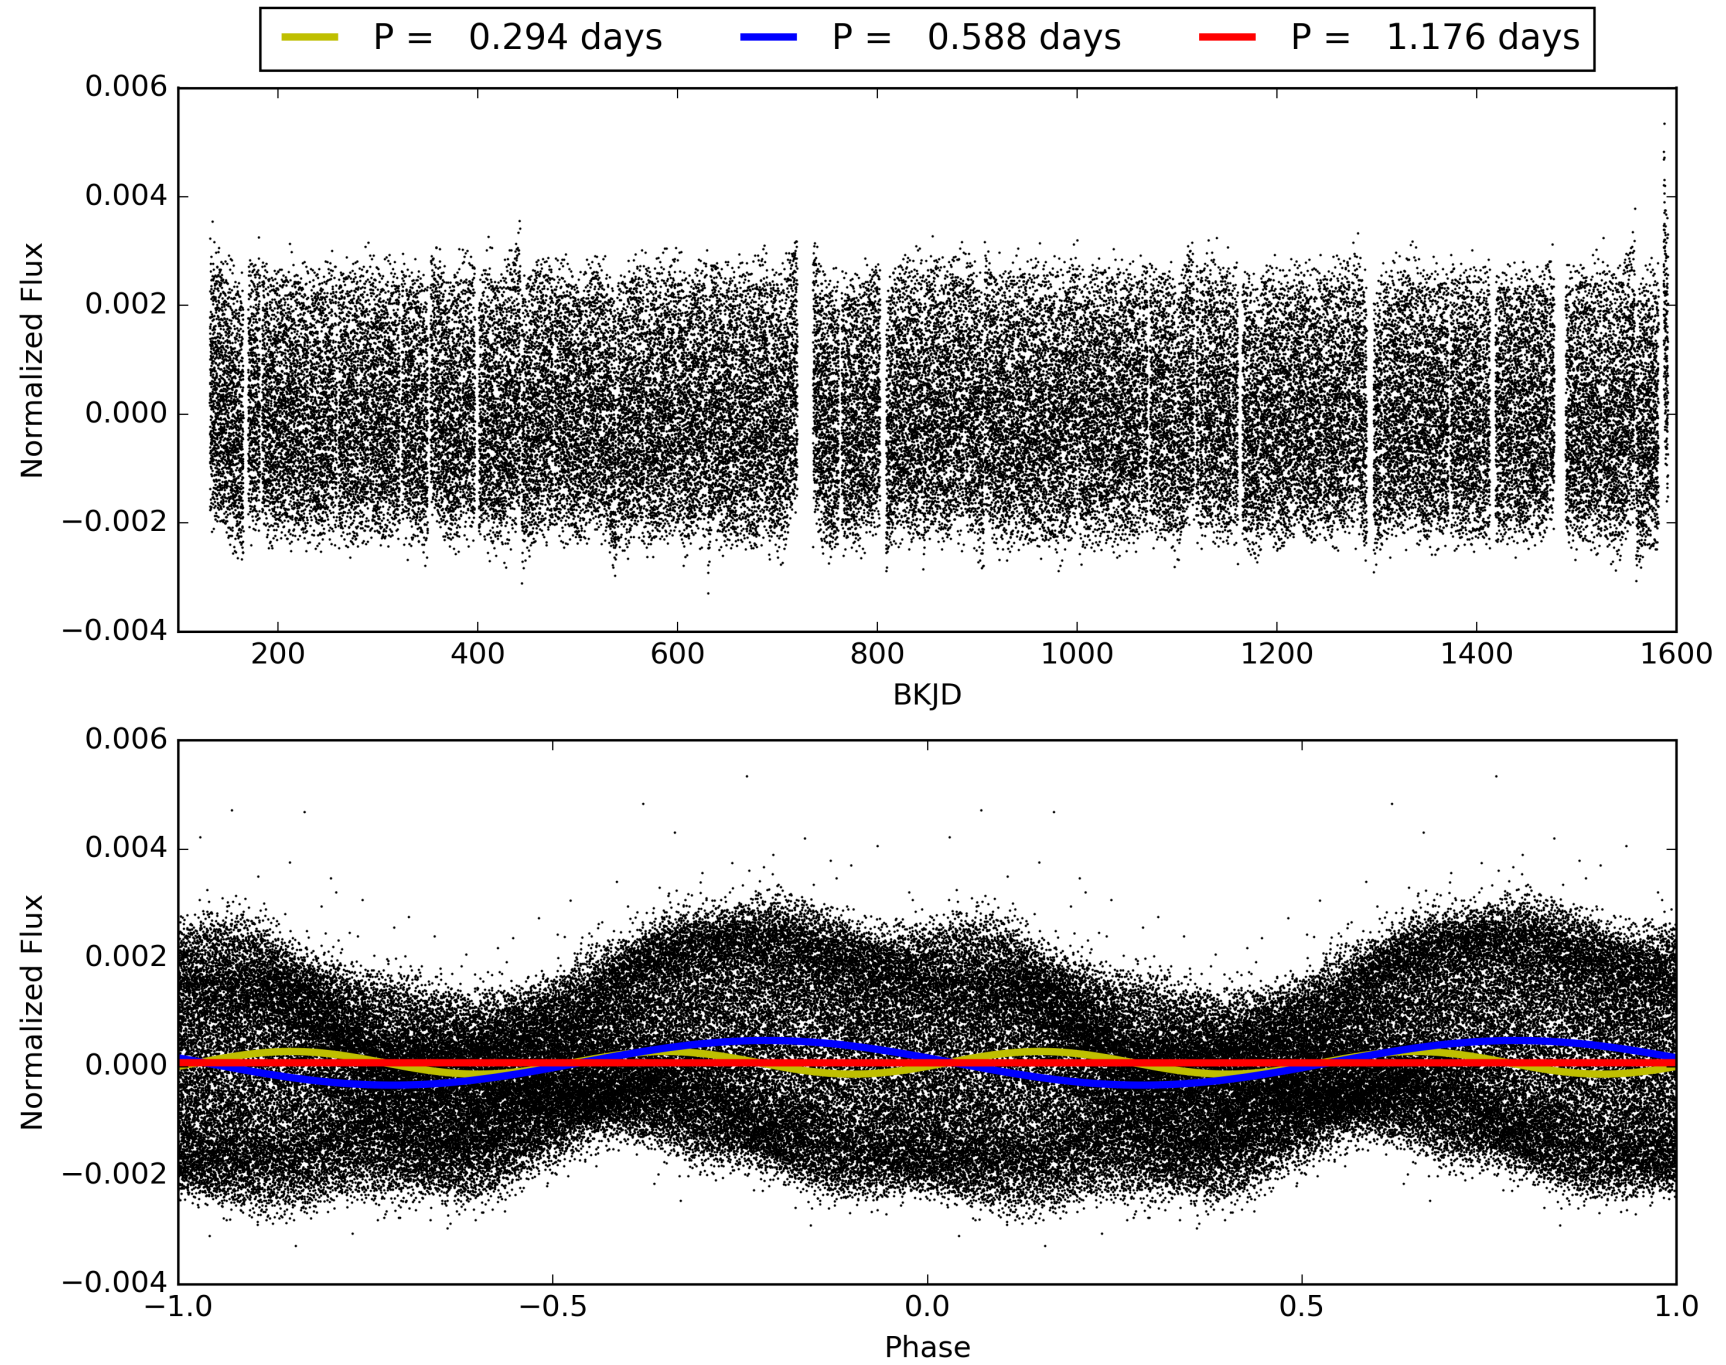 P = 0.294 days P = 0.588 days P = 1.176 days
0.006
0.004
0.002
0.000
−0.002
−0.004
Normalized Flux
200 400 600 800 1000 1200 1400 1600
BKJD
0.006
0.004
0.002
0.000
−0.002
−0.004
Normalized Flux
−1.0 −0.5 0.0 0.5 1.0
Phase